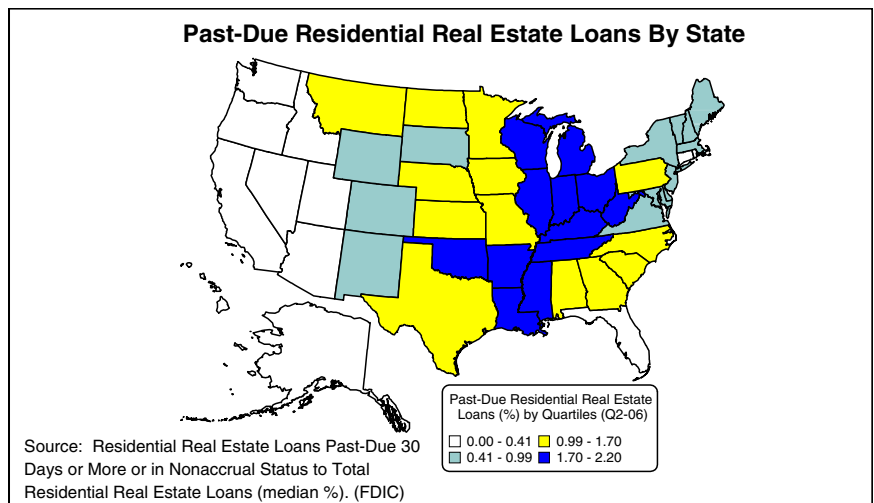 Past-Due Residential Real Estate Loans By State
Past-Due Residential Real Estate
Loans (%) by Quartiles (Q2-06)
0.00 - 0.41 0.99 - 1.70
0.41 - 0.99 1.70 - 2.20
Source: Residential Real Estate Loans Past-Due 30
Days or More or in Nonaccrual Status to Total
Residential Real Estate Loans (median %). (FDIC)